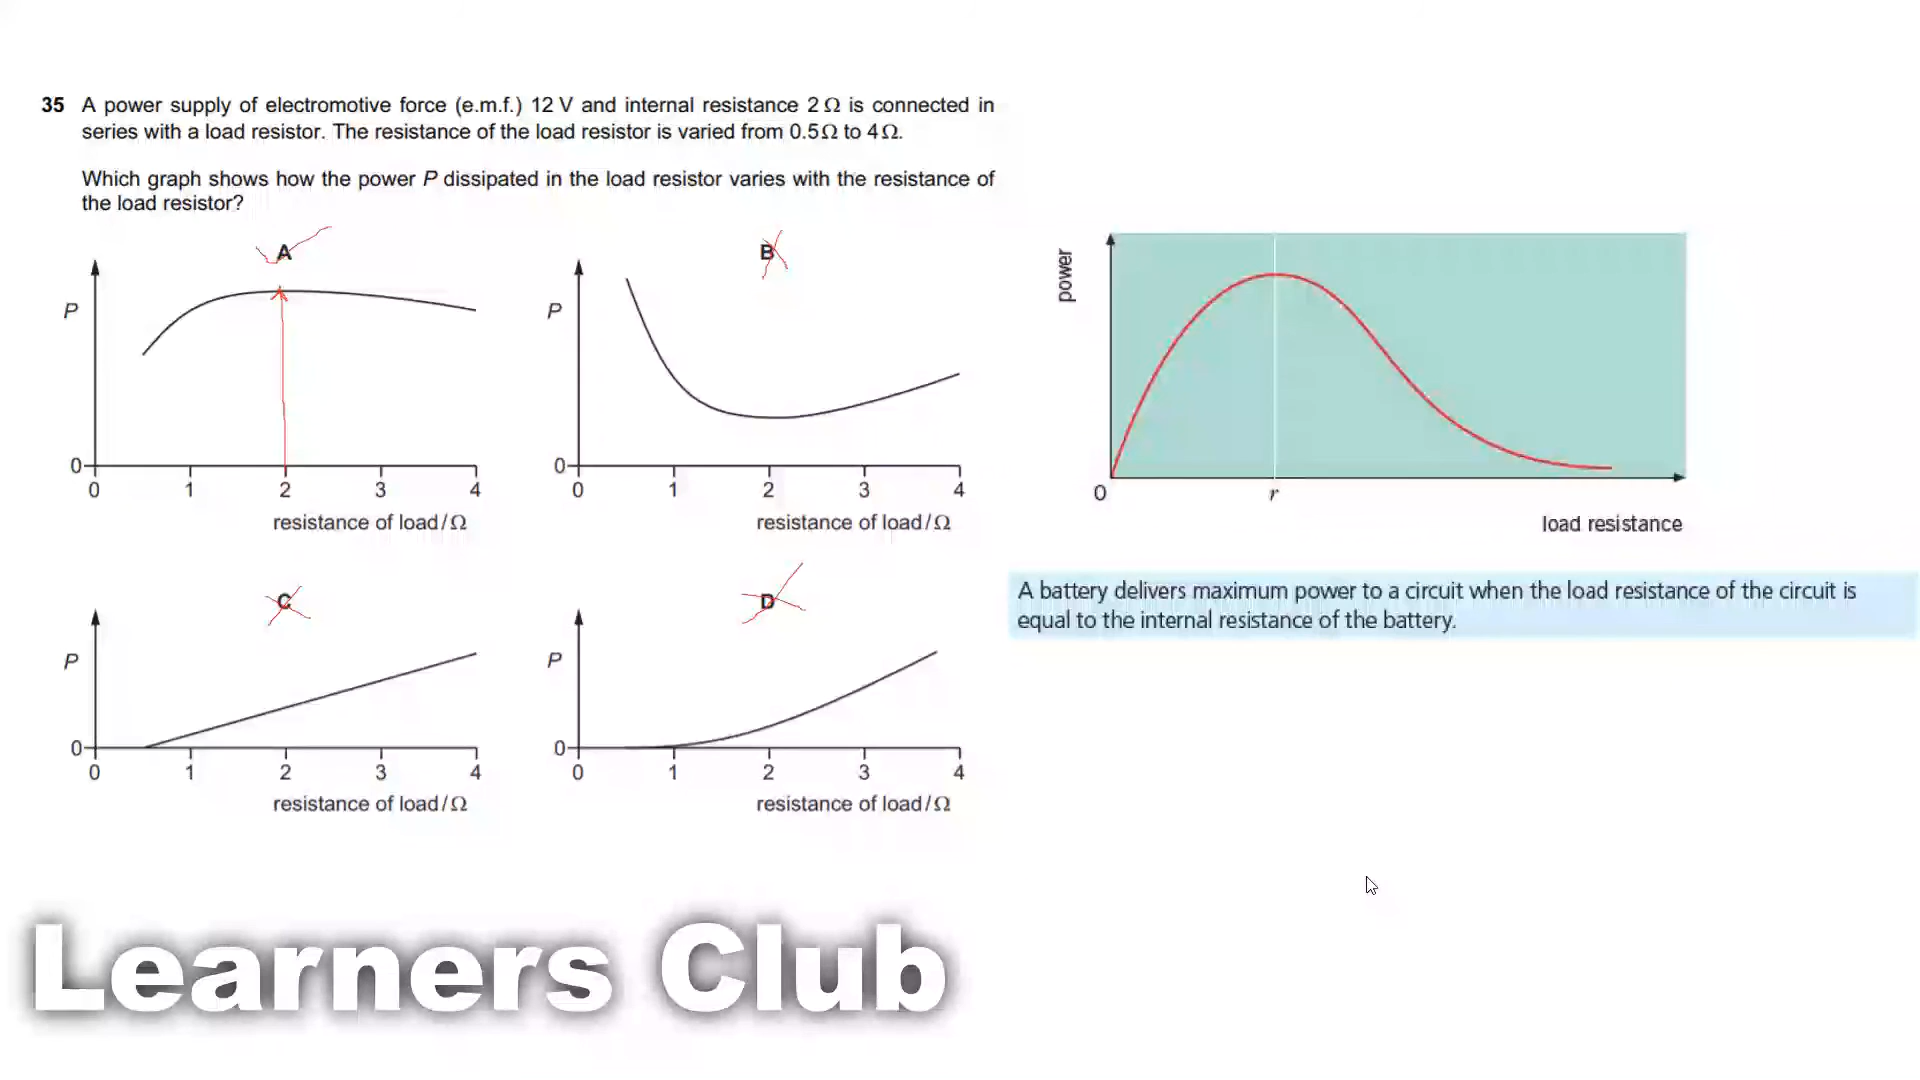 35 A power supply of electromotive force (e.m.f.) 12 V and internal resistance 2 Ω is connected in
series with a load resistor. The resistance of the load resistor is varied from 0.5 Ω to 4 Ω.
Which graph shows how the power P dissipated in the load resistor varies with the resistance of
the load resistor?
A
P
0
0 1 2 3 4
resistance of load / Ω
B
P
0
0 1 2 3 4
resistance of load / Ω
C
P
0
0 1 2 3 4
resistance of load / Ω
D
P
0
0 1 2 3 4
resistance of load / Ω
power
0 r
load resistance
A battery delivers maximum power to a circuit when the load resistance of the circuit is
equal to the internal resistance of the battery.
Learners Club